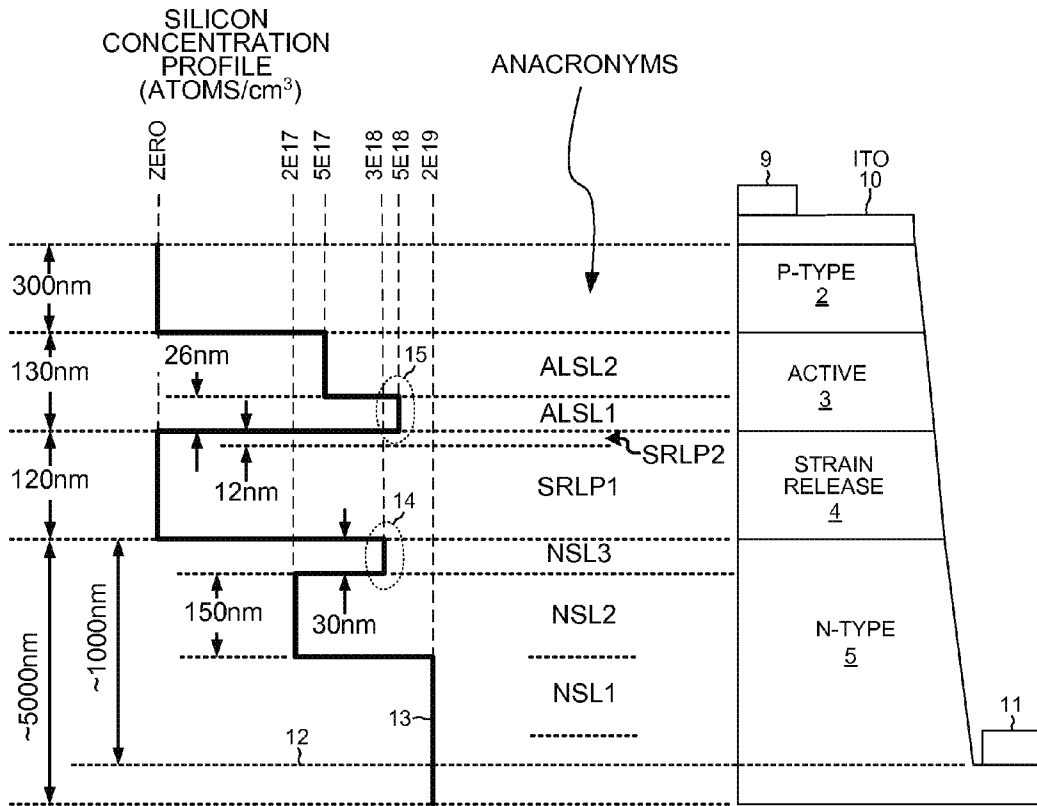 SILICON
CONCENTRATION
PROFILE
(ATOMS/cm³)
ANACRONYMS
ZERO
2E17
5E17
3E18
5E18
2E19
9
ITO
10
300nm
P-TYPE
2
130nm
26nm
15
ALSL2
ALSL1
ACTIVE
3
SRLP2
120nm
12nm
SRLP1
STRAIN
RELEASE
4
14
NSL3
150nm
30nm
NSL2
N-TYPE
5
~5000nm
~1000nm
NSL1
13
12
11